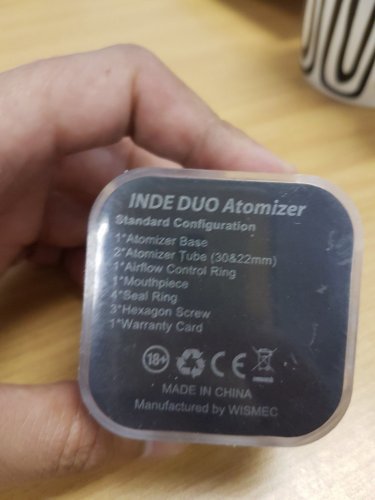 INDE DUO Atomizer
Standard Configuration
1*Atomizer Base
2*Atomizer Tube (30&22mm)
1*Airflow Control Ring
1*Mouthpiece
4*Seal Ring
3*Hexagon Screw
1*Warranty Card
18+ CE
MADE IN CHINA
Manufactured by WISMEC